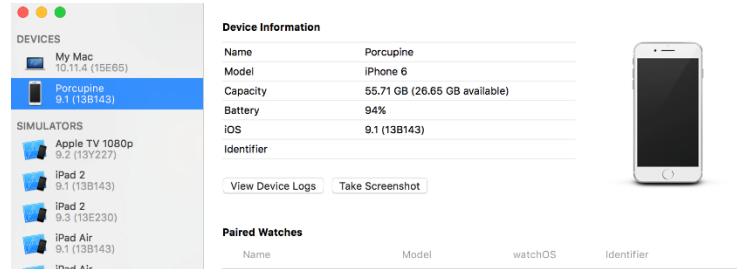 DEVICES
My Mac
10.11.4 (15E65)
Porcupine
9.1 (13B143)
SIMULATORS
Apple TV 1080p
9.2 (13Y227)
iPad 2
9.1 (13B143)
iPad 2
9.3 (13E230)
iPad Air
9.1 (13B143)
iPad Air
Device Information
Name Porcupine
Model iPhone 6
Capacity 55.71 GB (26.65 GB available)
Battery 94%
iOS 9.1 (13B143)
Identifier
View Device Logs Take Screenshot
Paired Watches
Name Model watchOS Identifier